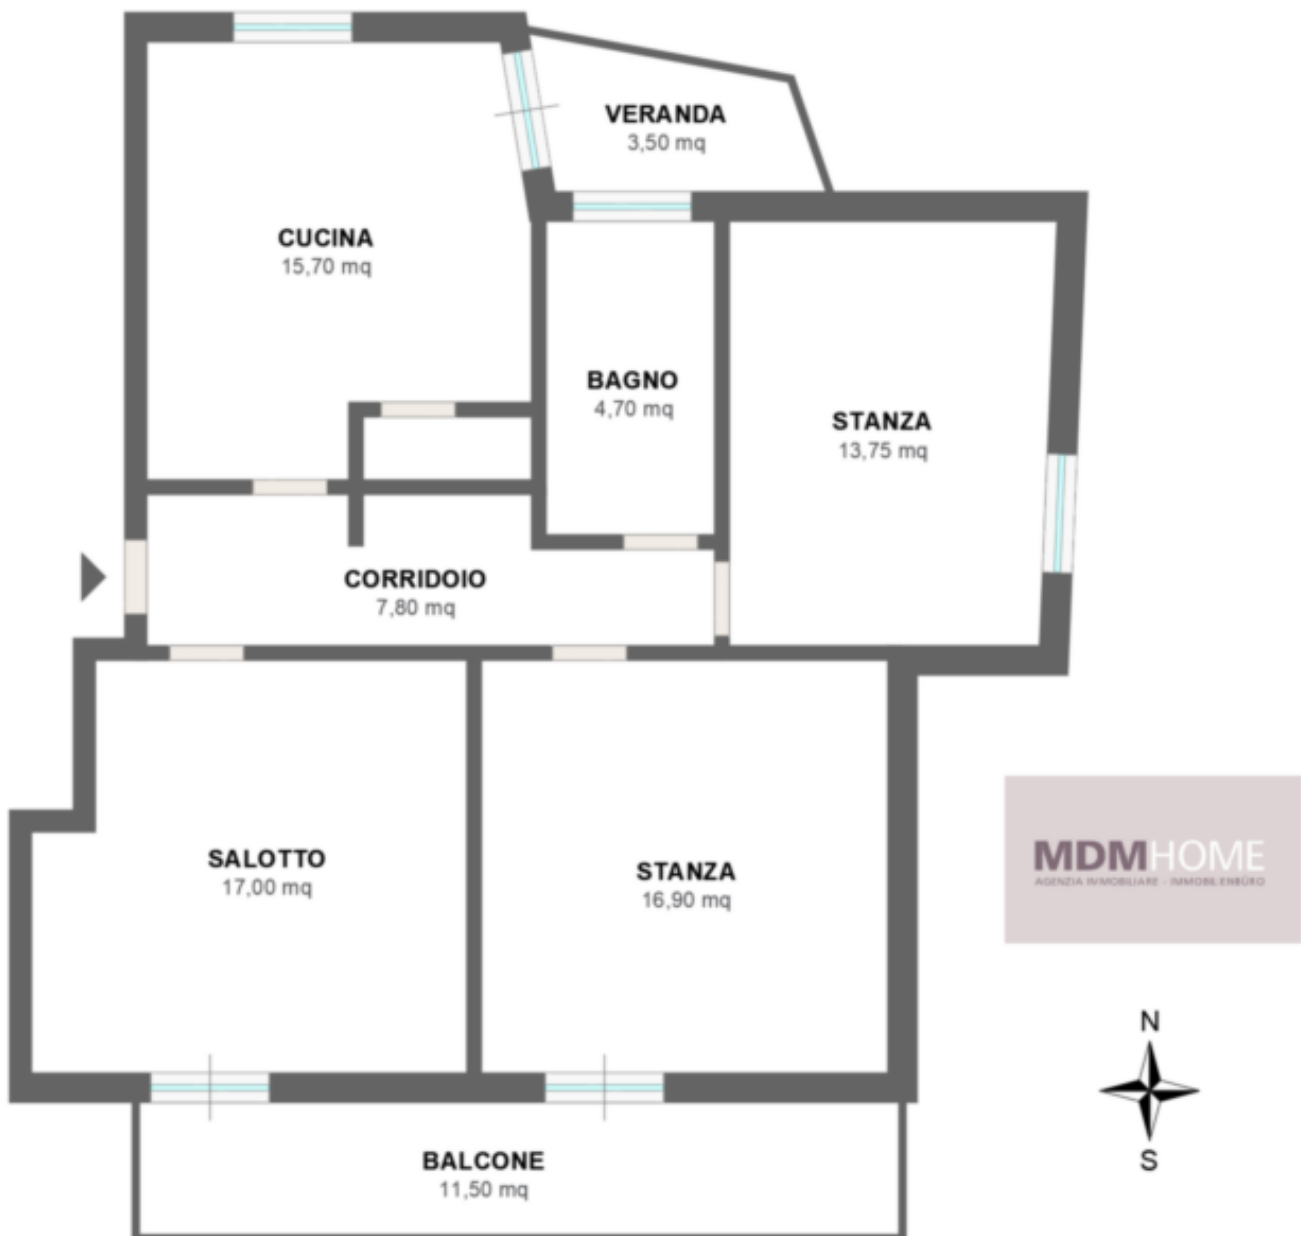 VERANDA
3,50 mq
CUCINA
15,70 mq
BAGNO
4,70 mq
STANZA
13,75 mq
CORRIDOIO
7,80 mq
SALOTTO
17,00 mq
STANZA
16,90 mq
MDMHOME
AGENZIA IMMOBILIARE - IMMOBILIENBÜRO
N
S
BALCONE
11,50 mq